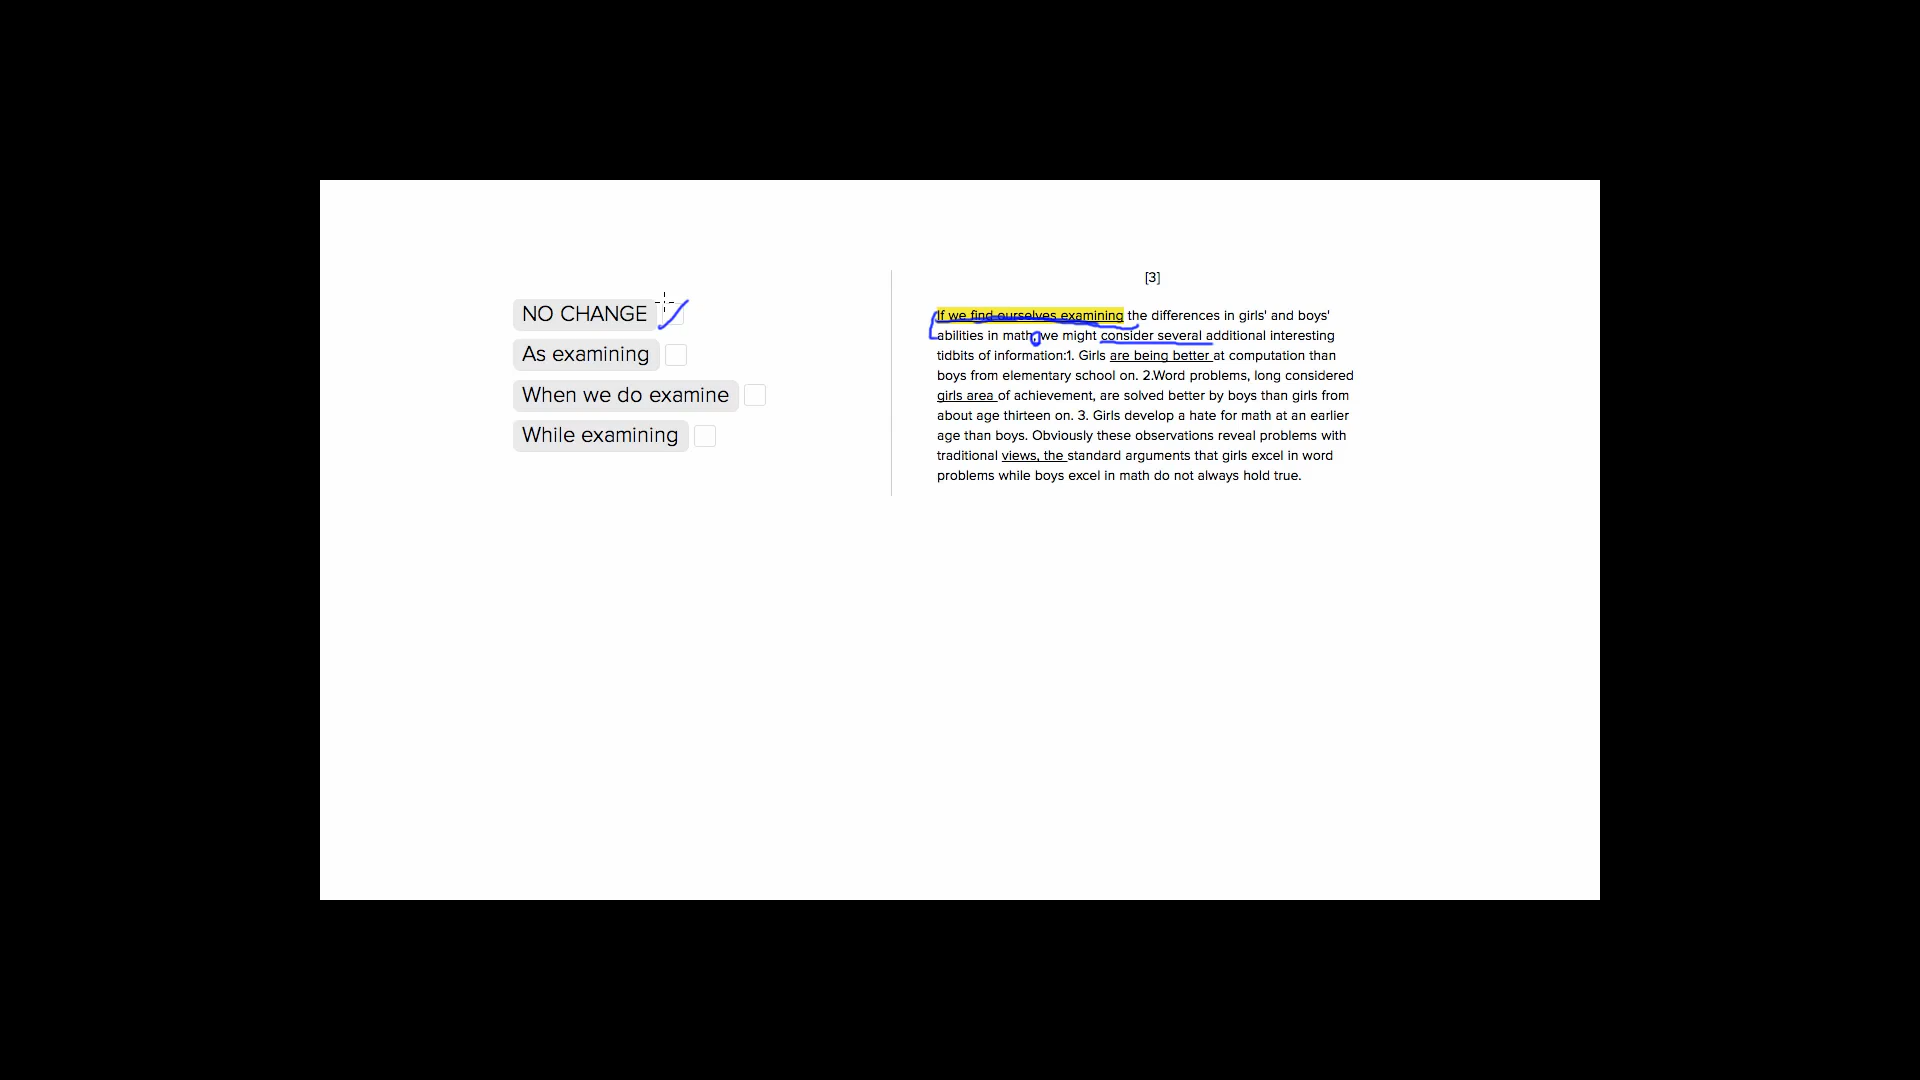 NO CHANGE
As examining
When we do examine
While examining
[3]
If we find ourselves examining the differences in girls' and boys'
abilities in math, we might consider several additional interesting
tidbits of information:1. Girls are being better at computation than
boys from elementary school on. 2.Word problems, long considered
girls area of achievement, are solved better by boys than girls from
about age thirteen on. 3. Girls develop a hate for math at an earlier
age than boys. Obviously these observations reveal problems with
traditional views, the standard arguments that girls excel in word
problems while boys excel in math do not always hold true.